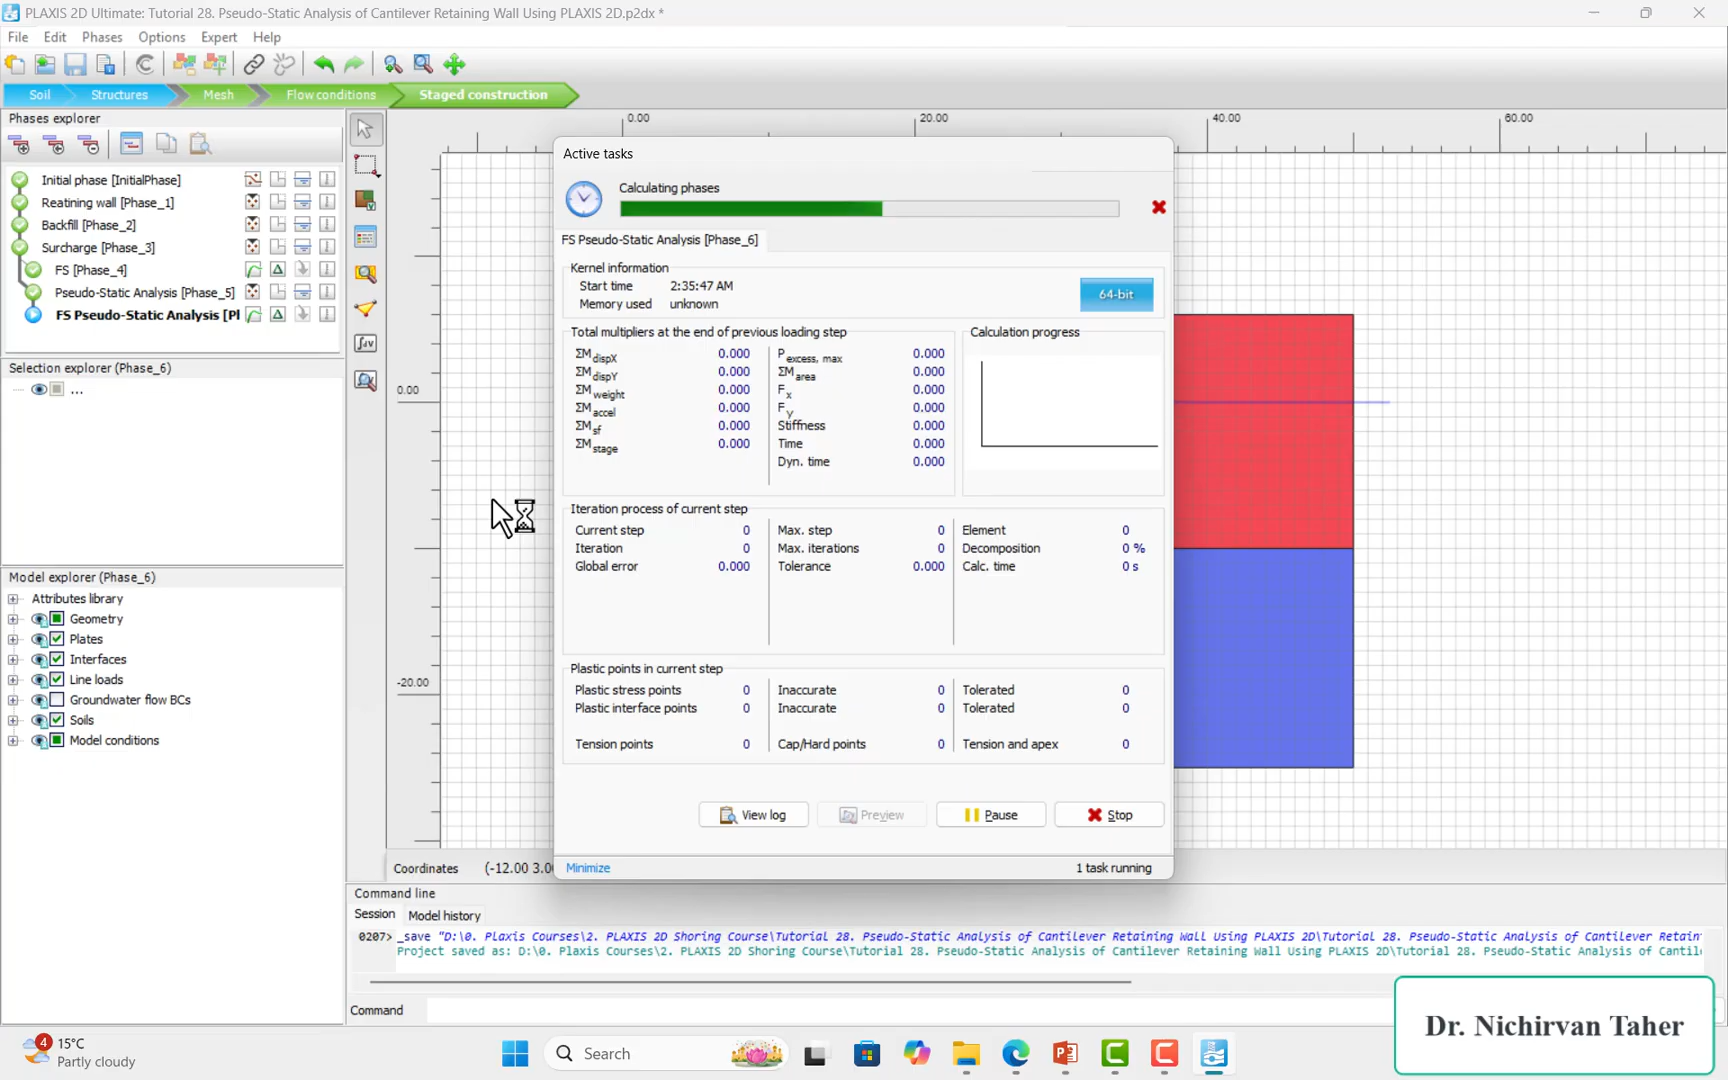 PLAXIS 2D Ultimate: Tutorial 28. Pseudo-Static Analysis of Cantilever Retaining Wall Using PLAXIS 2D.p2dx *
File Edit Phases Options Expert Help
Soil Structures Mesh Flow conditions Staged construction
Phases explorer
Initial phase [InitialPhase]
Reatining wall [Phase_1]
Backfill [Phase_2]
Surcharge [Phase_3]
FS [Phase_4]
Pseudo-Static Analysis [Phase_5]
FS Pseudo-Static Analysis [Pl
Selection explorer (Phase_6)
...
Model explorer (Phase_6)
Attributes library
Geometry
Plates
Interfaces
Line loads
Groundwater flow BCs
Soils
Model conditions
0.00 20.00 40.00 60.00
0.00
-20.00
Active tasks
Calculating phases
FS Pseudo-Static Analysis [Phase_6]
Kernel information
Start time 2:35:47 AM
Memory used unknown
64-bit
Total multipliers at the end of previous loading step
ΣM dispX 0.000 P excess, max 0.000
ΣM dispY 0.000 ΣM area 0.000
ΣM weight 0.000 F x 0.000
ΣM accel 0.000 F y 0.000
ΣM sf 0.000 Stiffness 0.000
ΣM stage 0.000 Time 0.000
Dyn. time 0.000
Calculation progress
Iteration process of current step
Current step 0 Max. step 0 Element 0
Iteration 0 Max. iterations 0 Decomposition 0 %
Global error 0.000 Tolerance 0.000 Calc. time 0 s
Plastic points in current step
Plastic stress points 0 Inaccurate 0 Tolerated 0
Plastic interface points 0 Inaccurate 0 Tolerated 0
Tension points 0 Cap/Hard points 0 Tension and apex 0
View log Preview Pause Stop
Minimize 1 task running
Coordinates (-12.00 3.0
Command line
Session Model history
0207> _save "D:\0. Plaxis Courses\2. PLAXIS 2D Shoring Course\Tutorial 28. Pseudo-Static Analysis of Cantilever Retaining Wall Using PLAXIS 2D\Tutorial 28. Pseudo-Static Analysis of Cantilever Retain
Project saved as: D:\0. Plaxis Courses\2. PLAXIS 2D Shoring Course\Tutorial 28. Pseudo-Static Analysis of Cantilever Retaining Wall Using PLAXIS 2D\Tutorial 28. Pseudo-Static Analysis of Cantil
Command
Dr. Nichirvan Taher
4 15°C
Partly cloudy
Search